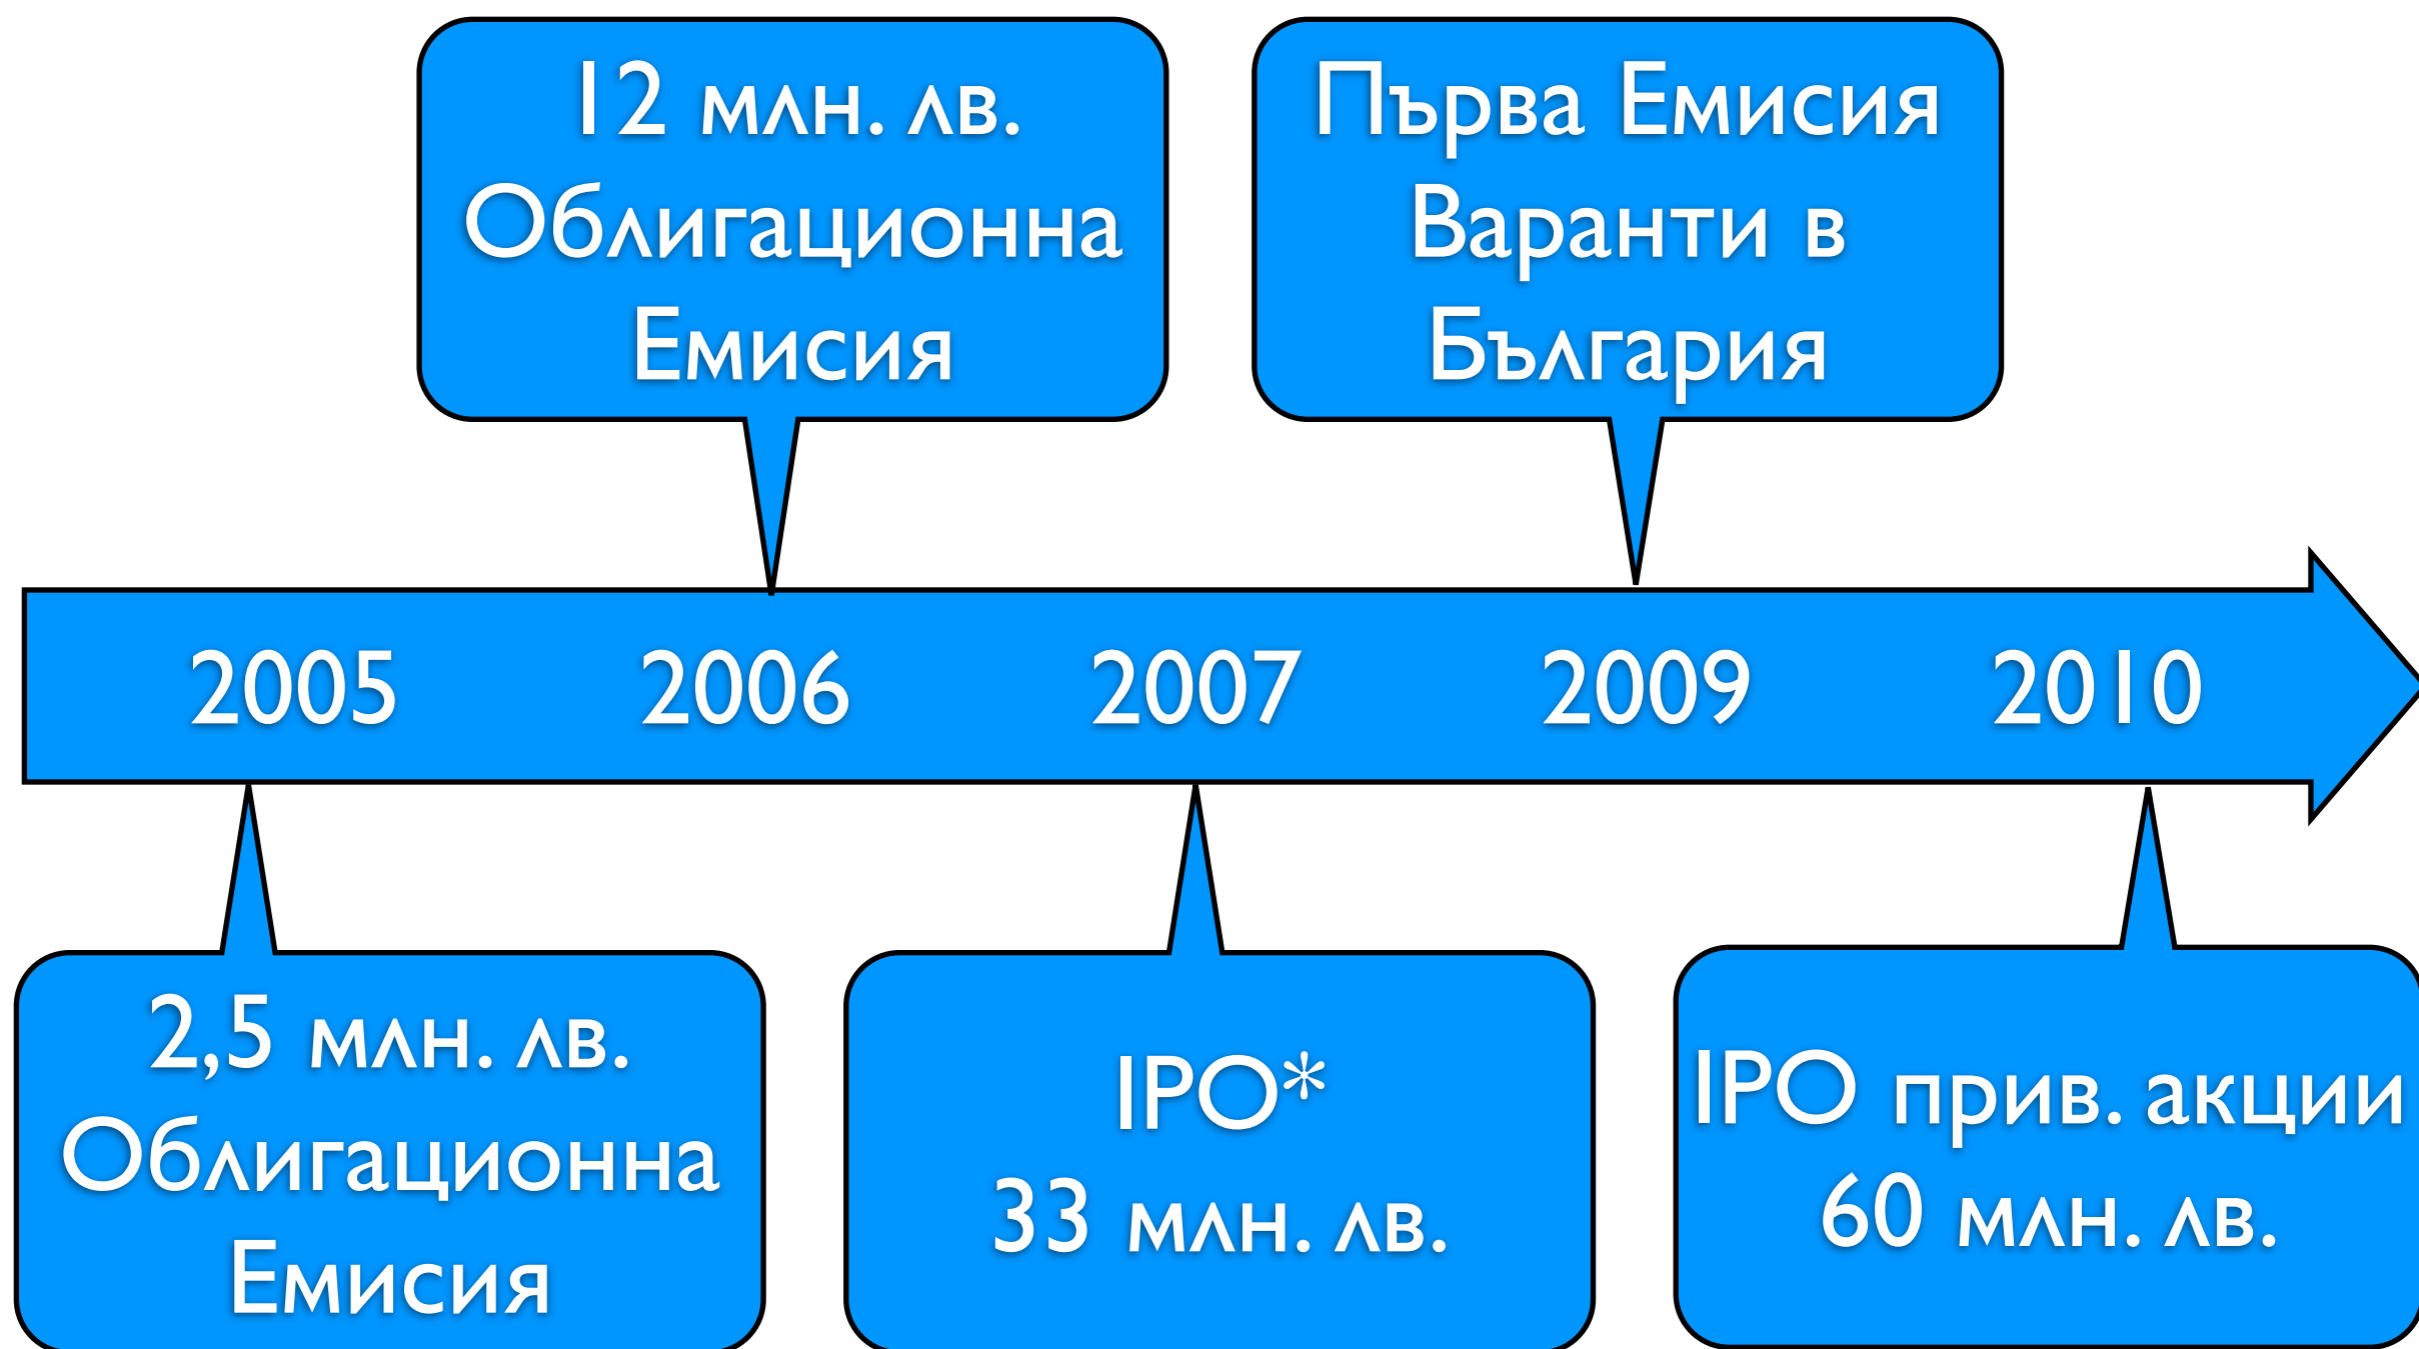 12 млн. лв.
Облигационна
Емисия
Първа Емисия
Варанти в
България
2005 2006 2007 2009 2010
2,5 млн. лв.
Облигационна
Емисия
IPO*
33 млн. лв.
IPO прив. акции
60 млн. лв.